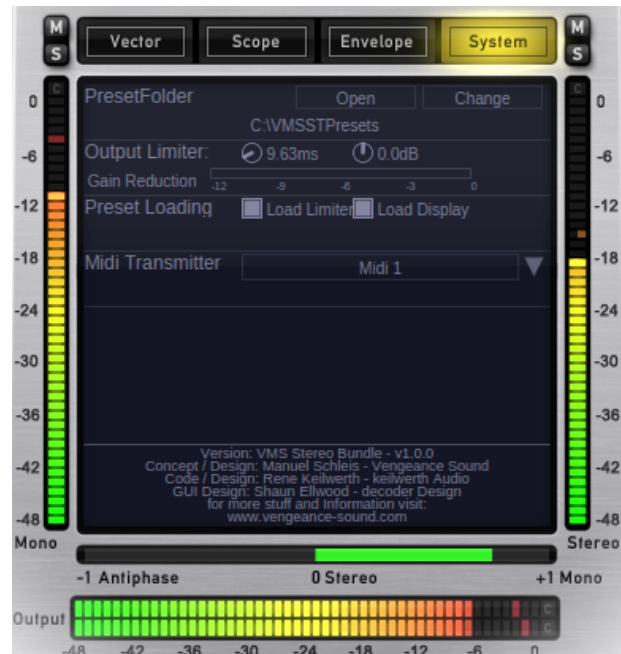 M
S
Vector Scope Envelope System
M
S
C
C
0
-6
-12
-18
-24
-30
-36
-42
-48
Mono
PresetFolder Open Change
C:\VMSSTPresets
Output Limiter: 9.63ms 0.0dB
Gain Reduction -12 -9 -6 -3 0
Preset Loading Load Limiter Load Display
Midi Transmitter Midi 1
Version: VMS Stereo Bundle - v1.0.0
Concept / Design: Manuel Schleis - Vengeance Sound
Code / Design: Rene Keilwerth - keilwerth Audio
GUI Design: Shaun Ellwood - decoder Design
for more stuff and Information visit:
www.vengeance-sound.com
0
-6
-12
-18
-24
-30
-36
-42
-48
Stereo
-1 Antiphase 0 Stereo +1 Mono
Output
C
C
-48 -42 -36 -30 -24 -18 -12 -6 0